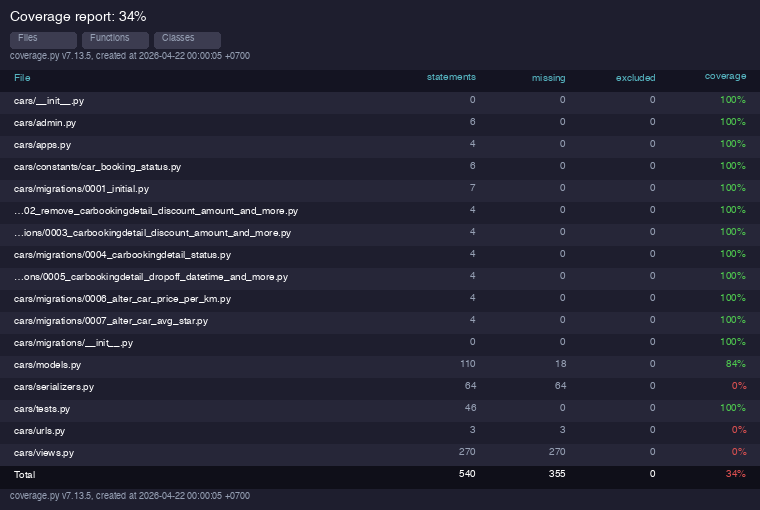 Coverage report: 34%
Files Functions Classes
coverage.py v7.13.5, created at 2026-04-22 00:00:05 +0700
File statements missing excluded coverage
cars/__init__.py 0 0 0 100%
cars/admin.py 6 0 0 100%
cars/apps.py 4 0 0 100%
cars/constants/car_booking_status.py 6 0 0 100%
cars/migrations/0001_initial.py 7 0 0 100%
...02_remove_carbookingdetail_discount_amount_and_more.py 4 0 0 100%
...ions/0003_carbookingdetail_discount_amount_and_more.py 4 0 0 100%
cars/migrations/0004_carbookingdetail_status.py 4 0 0 100%
...ons/0005_carbookingdetail_dropoff_datetime_and_more.py 4 0 0 100%
cars/migrations/0006_alter_car_price_per_km.py 4 0 0 100%
cars/migrations/0007_alter_car_avg_star.py 4 0 0 100%
cars/migrations/__init__.py 0 0 0 100%
cars/models.py 110 18 0 84%
cars/serializers.py 64 64 0 0%
cars/tests.py 46 0 0 100%
cars/urls.py 3 3 0 0%
cars/views.py 270 270 0 0%
Total 540 355 0 34%
coverage.py v7.13.5, created at 2026-04-22 00:00:05 +0700